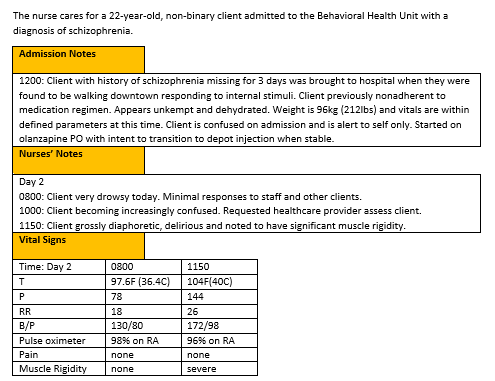 The nurse cares for a 22-year-old, non-binary client admitted to the Behavioral Health Unit with a
diagnosis of schizophrenia.
Admission Notes
1200: Client with history of schizophrenia missing for 3 days was brought to hospital when they were
found to be walking downtown responding to internal stimuli. Client previously nonadherent to
medication regimen. Appears unkempt and dehydrated. Weight is 96kg (212lbs) and vitals are within
defined parameters at this time. Client is confused on admission and is alert to self only. Started on
olanzapine PO with intent to transition to depot injection when stable.
Nurses' Notes
Day 2
0800: Client very drowsy today. Minimal responses to staff and other clients.
1000: Client becoming increasingly confused. Requested healthcare provider assess client.
1150: Client grossly diaphoretic, delirious and noted to have significant muscle rigidity.
Vital Signs
Time: Day 2 0800 1150
T 97.6F (36.4C) 104F(40C)
P 78 144
RR 18 26
B/P 130/80 172/98
Pulse oximeter 98% on RA 96% on RA
Pain none none
Muscle Rigidity none severe